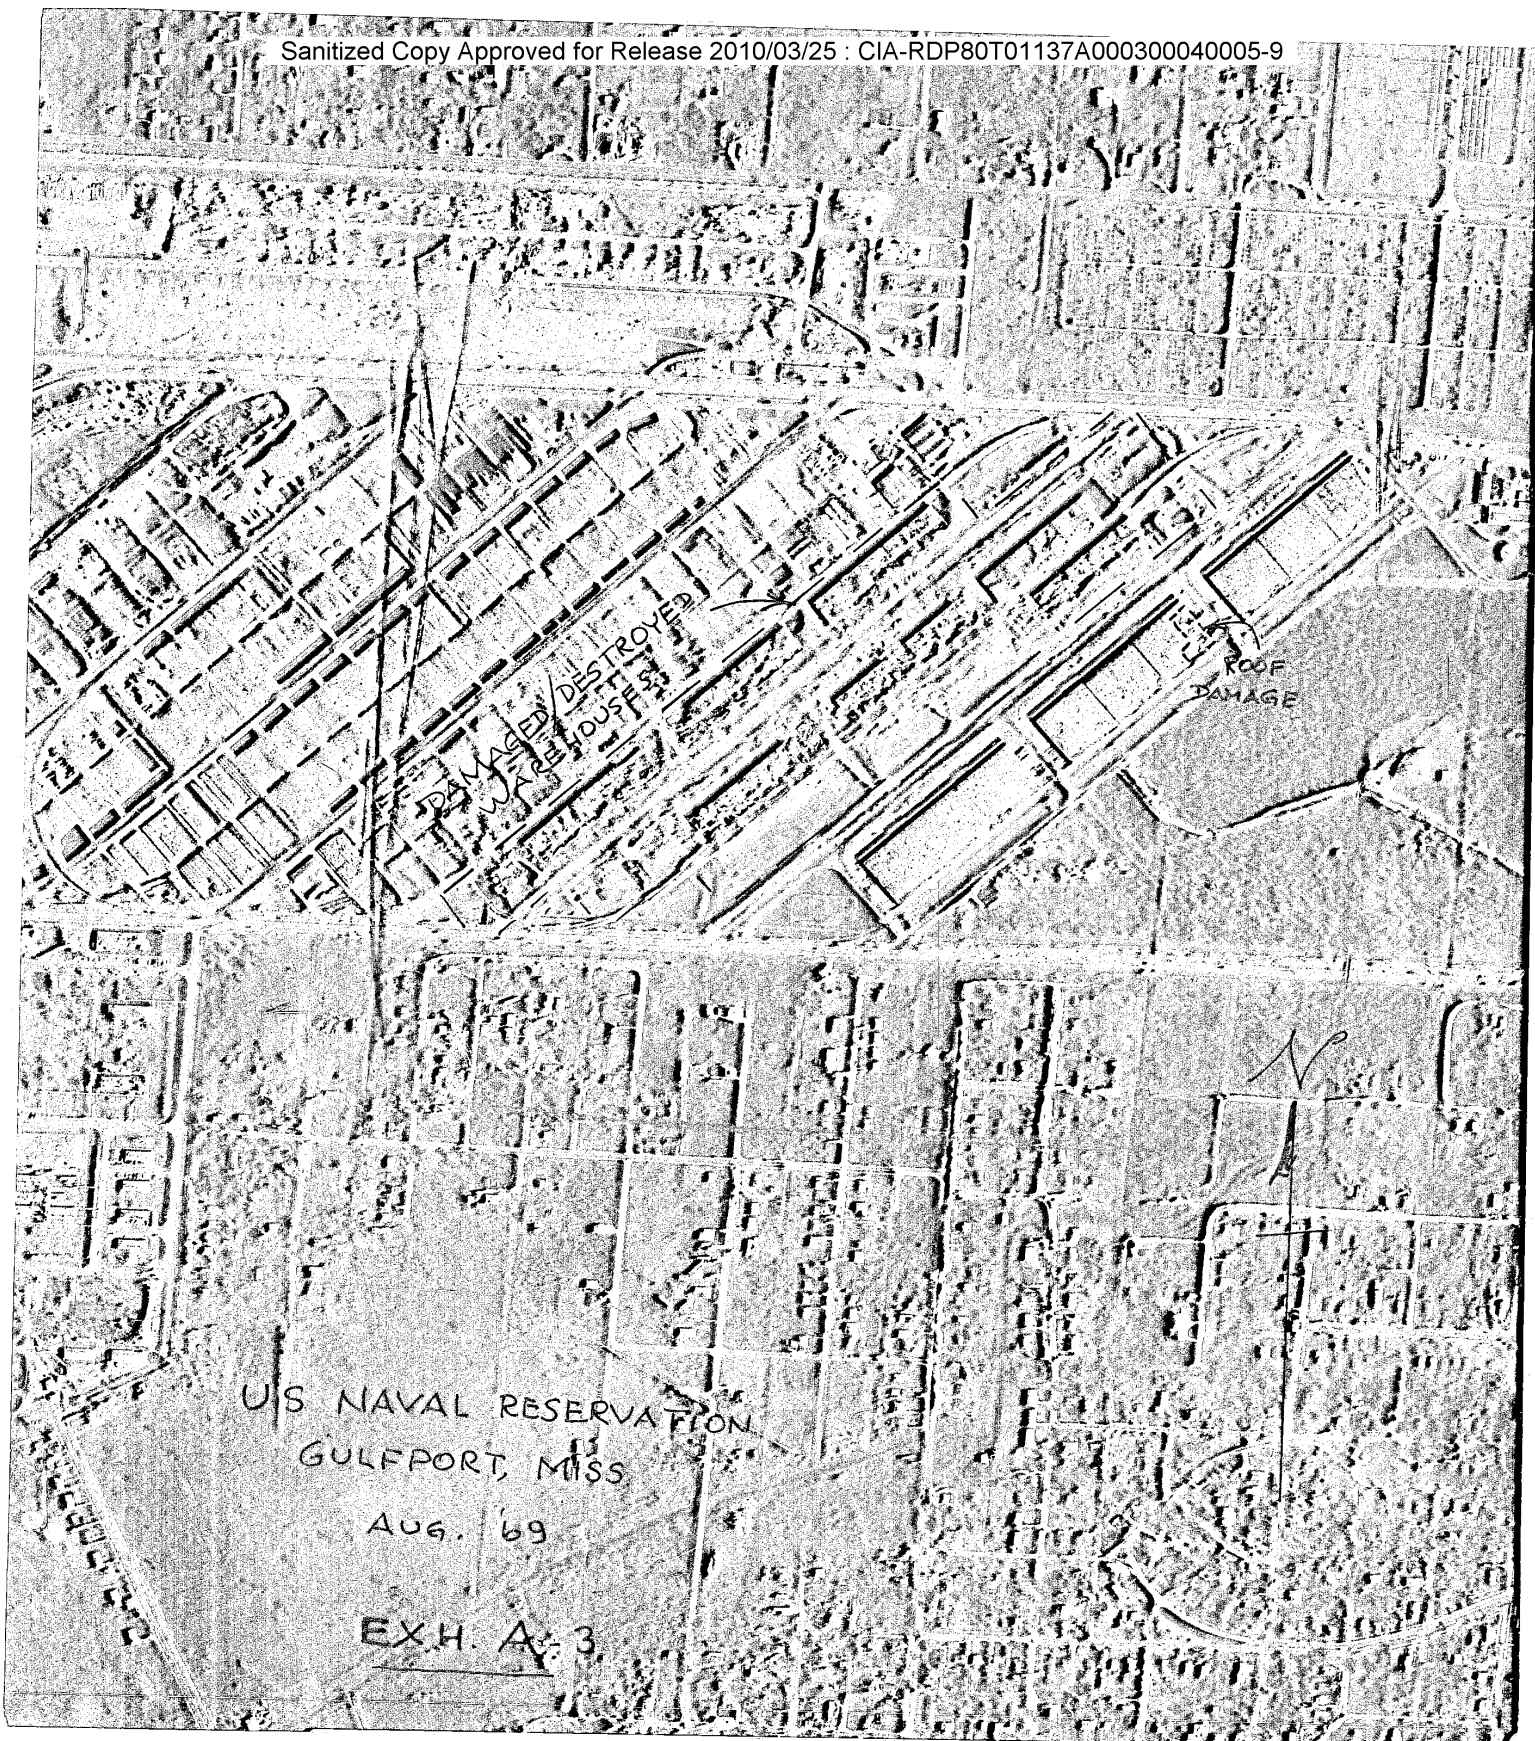 Sanitized Copy Approved for Release 2010/03/25 : CIA-RDP80T01137A000300040005-9
DAMAGED/DESTROYED
WAREHOUSES
ROOF
DAMAGE
N
US NAVAL RESERVATION
GULFPORT, MISS
AUG. '69
EXH. A-3